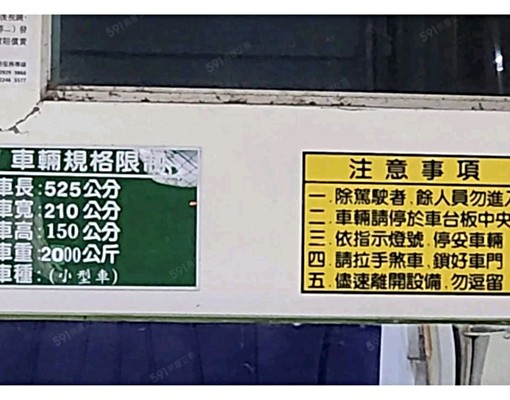 後視鏡、
車輛規格限制
車長:525公分
車寬:210公分
車高:150公分
車重:2000公斤
車種:(小型車)
注意事項
一.除駕駛者.餘人員勿進入
二.車輛請停於車台板中央
三.依指示燈號.停妥車輛
四.請拉手煞車.鎖好車門
五.儘速離開設備.勿逗留